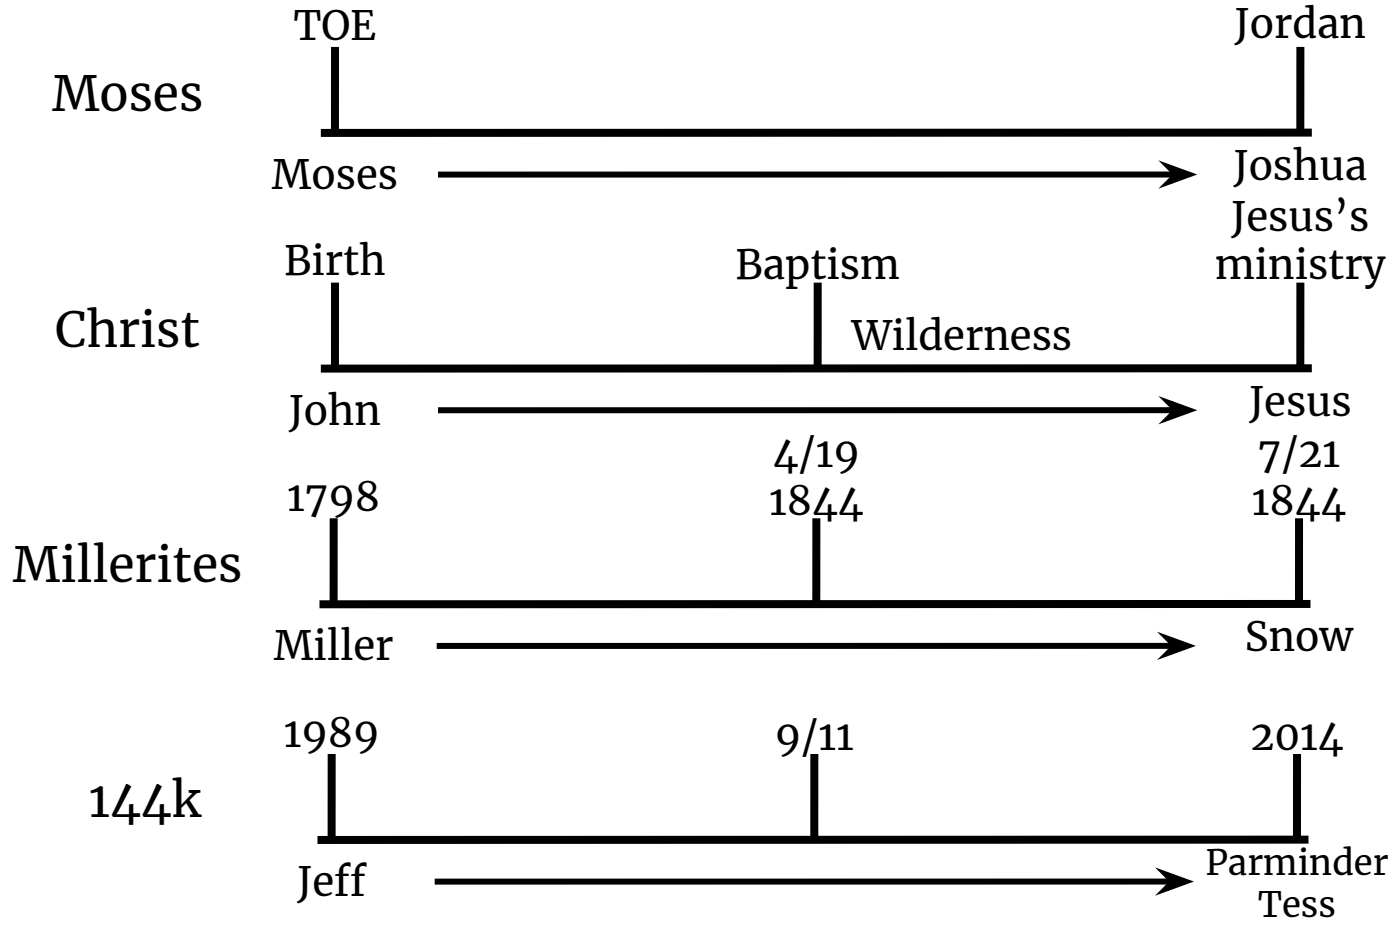 TOE Jordan
Moses
Moses Joshua
Jesus’s
Birth Baptism ministry
Christ Wilderness
John Jesus
4/19 7/21
1798 1844 1844
Millerites
Miller Snow
1989 9/11 2014
144k
Jeff Parminder
Tess